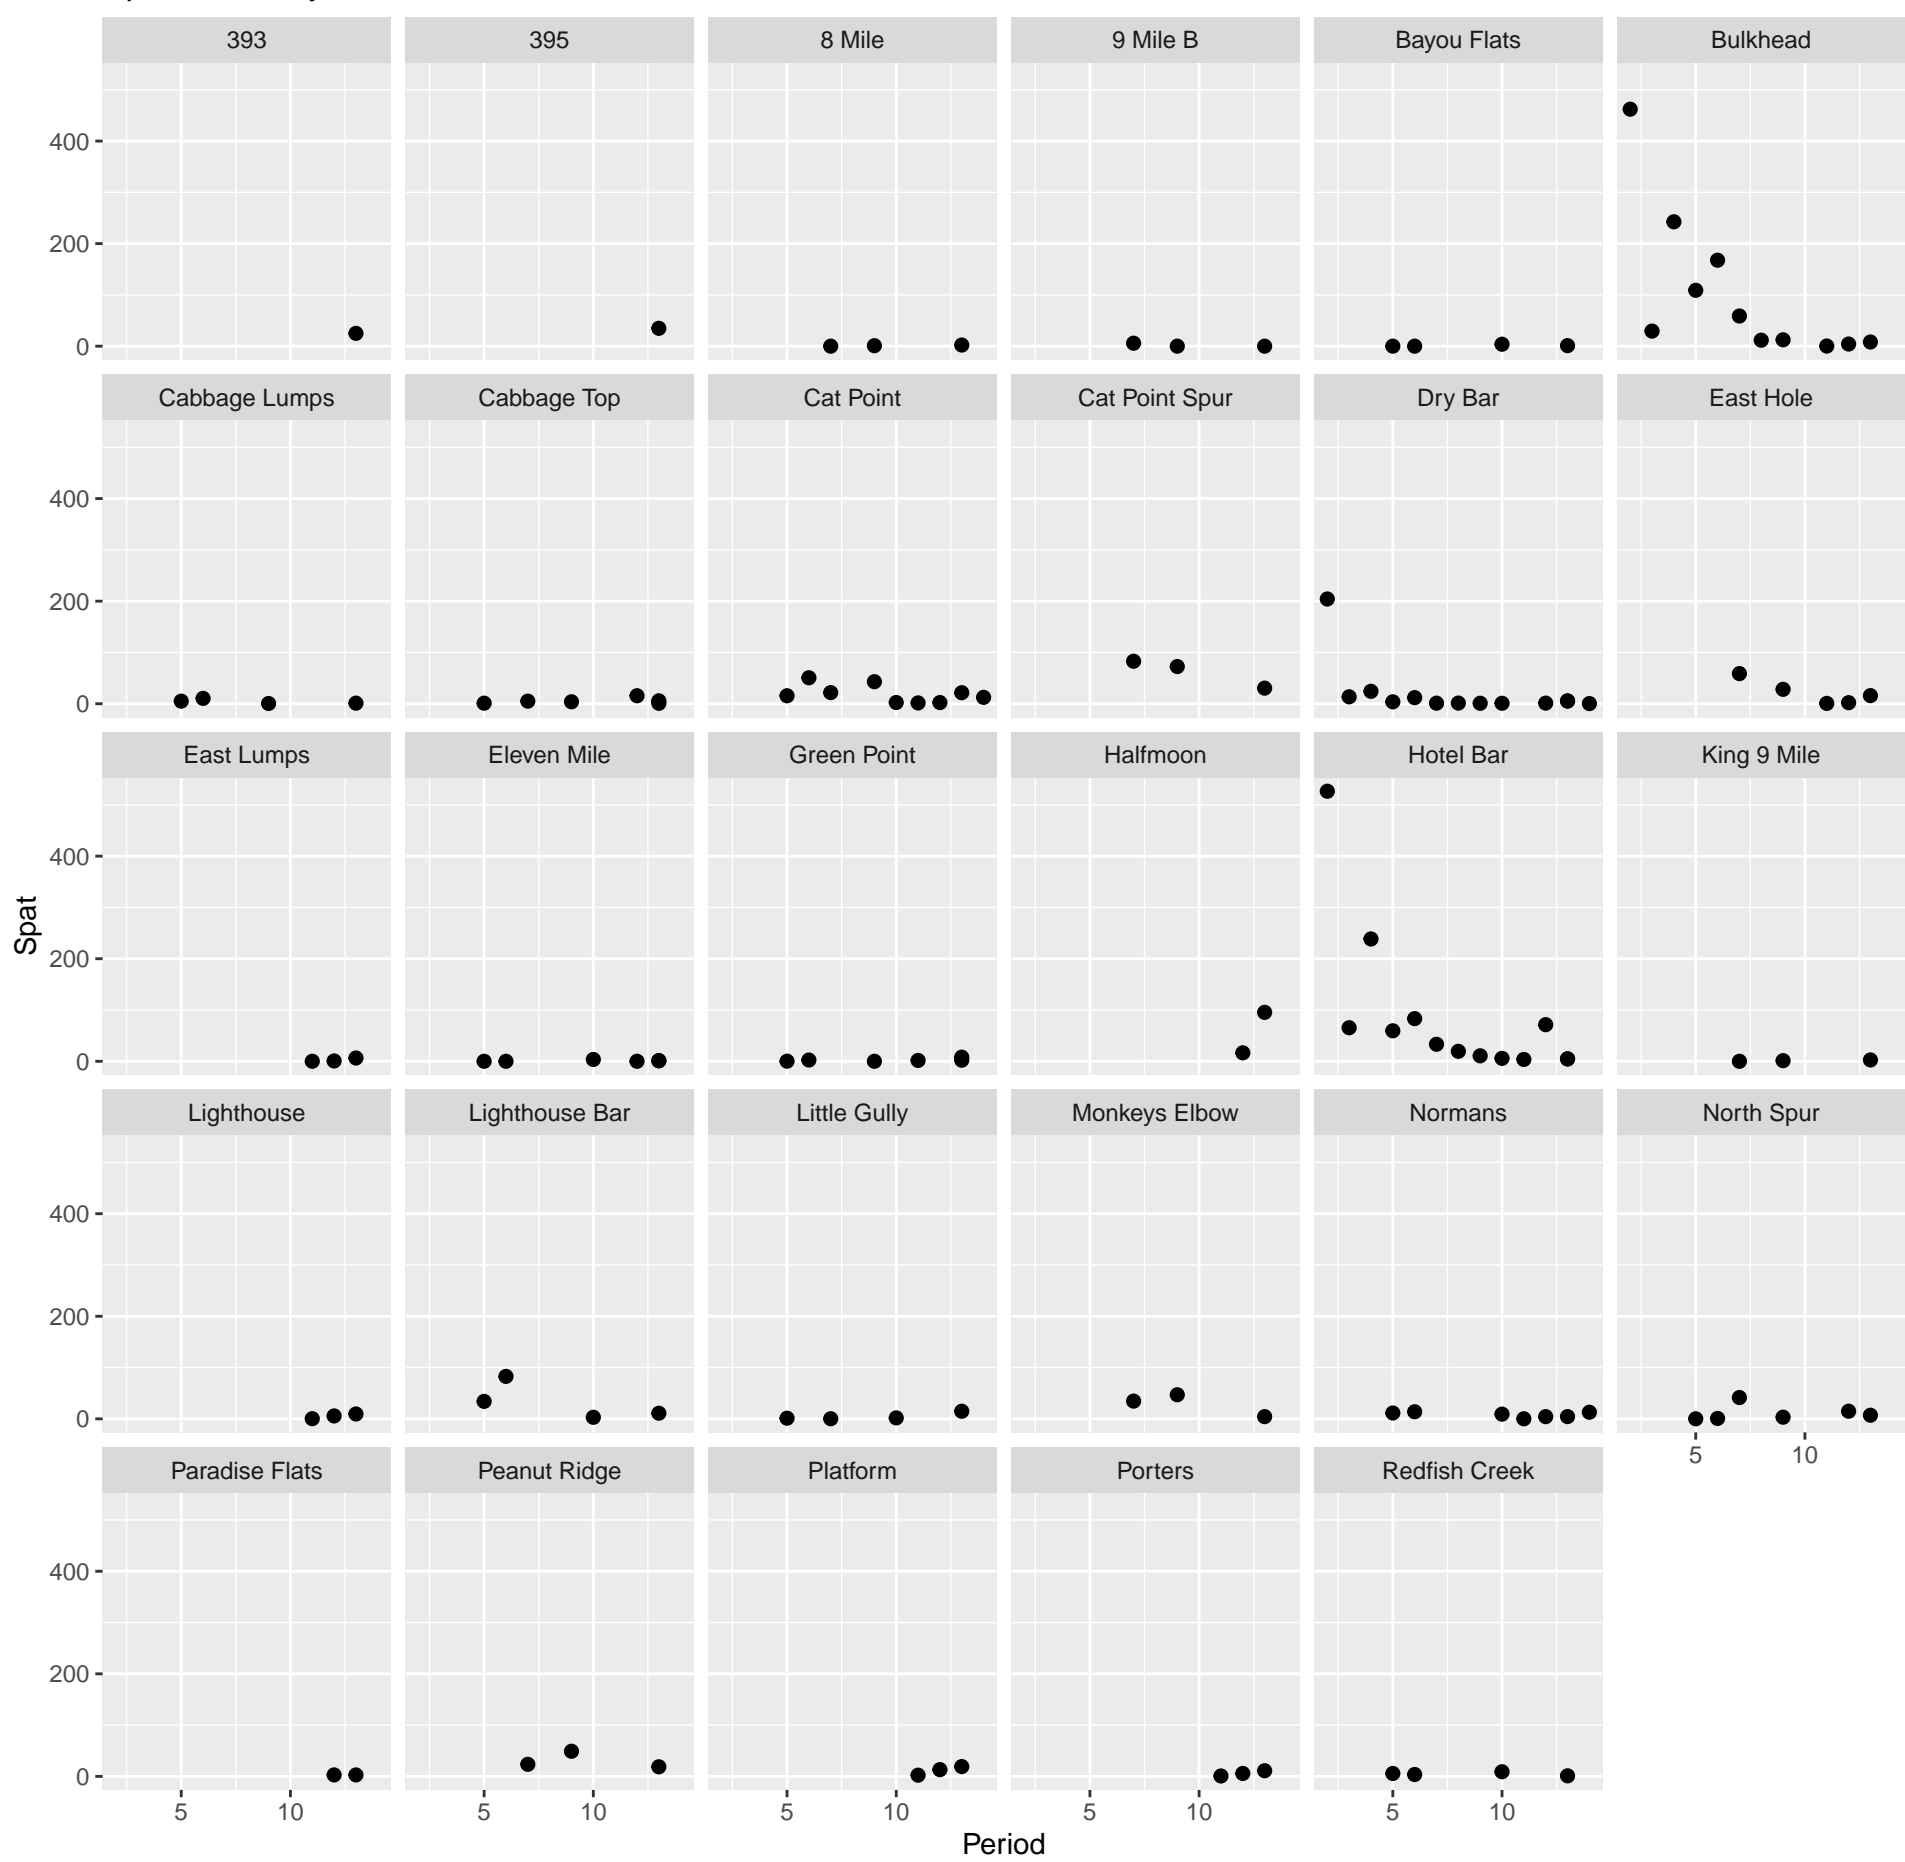 393 395 8 Mile 9 Mile B Bayou Flats Bulkhead
400
200
0
Cabbage Lumps Cabbage Top Cat Point Cat Point Spur Dry Bar East Hole
400
200
0
East Lumps Eleven Mile Green Point Halfmoon Hotel Bar King 9 Mile
400
Spat
200
0
Lighthouse Lighthouse Bar Little Gully Monkeys Elbow Normans North Spur
400
200
0
5 10
Paradise Flats Peanut Ridge Platform Porters Redfish Creek
400
200
0
5 10 5 10 5 10 5 10 5 10
Period